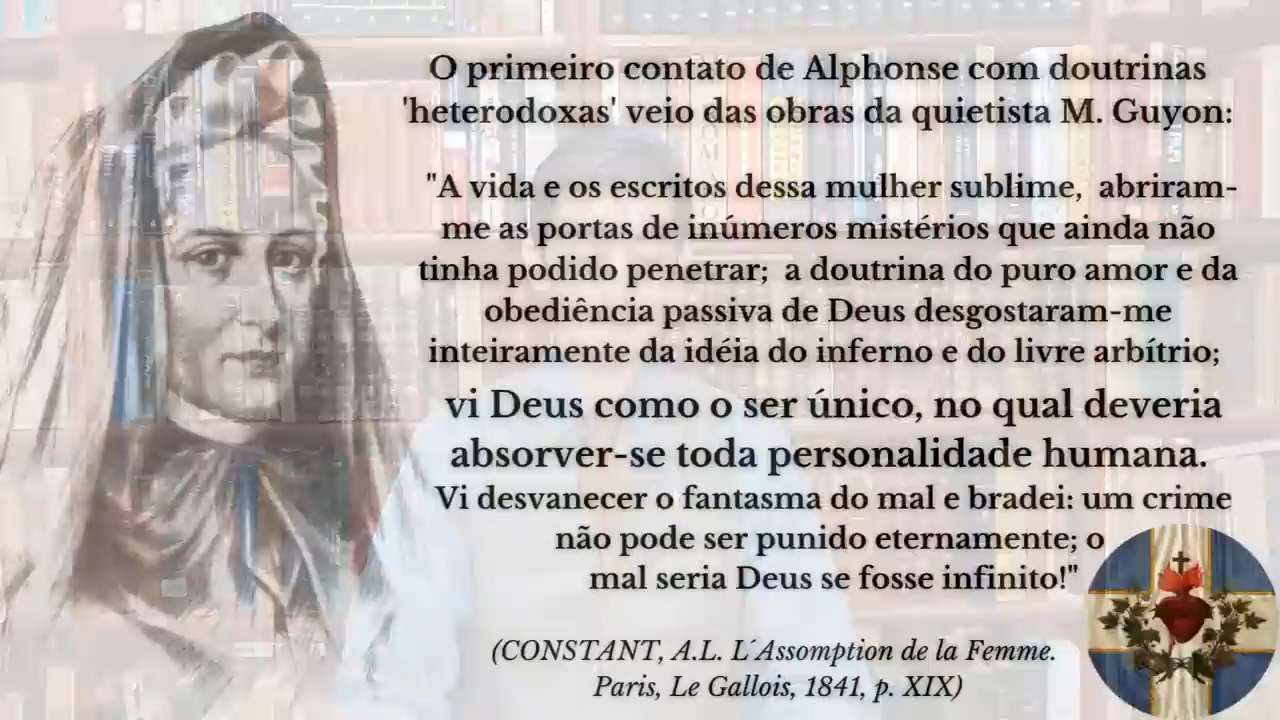 O primeiro contato de Alphonse com doutrinas
'heterodoxas' veio das obras da quietista M. Guyon:
"A vida e os escritos dessa mulher sublime, abriram-
me as portas de inúmeros mistérios que ainda não
tinha podido penetrar; a doutrina do puro amor e da
obediência passiva de Deus desgostaram-me
inteiramente da idéia do inferno e do livre arbítrio;
vi Deus como o ser único, no qual deveria
absorver-se toda personalidade humana.
Vi desvanecer o fantasma do mal e bradei: um crime
não pode ser punido eternamente; o
mal seria Deus se fosse infinito!"
(CONSTANT, A.L. L´Assomption de la Femme.
Paris, Le Gallois, 1841, p. XIX)